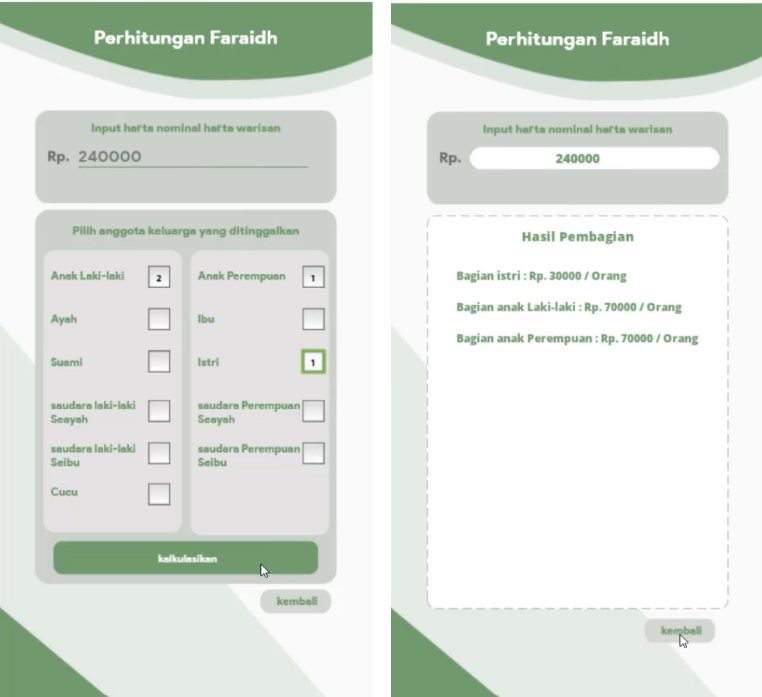 Perhitungan Faraidh
Input harta nominal harta warisan
Rp. 240000
Pilih anggota keluarga yang ditinggalkan
Anak Laki-laki 2
Anak Perempuan 1
Ayah
Ibu
Suami
Istri 1
saudara laki-laki
Seayah
saudara Perempuan
Seayah
saudara laki-laki
Seibu
saudara Perempuan
Seibu
Cucu
kalkulasikan
kembali
Perhitungan Faraidh
Input harta nominal harta warisan
Rp. 240000
Hasil Pembagian
Bagian istri : Rp. 30000 / Orang
Bagian anak Laki-laki : Rp. 70000 / Orang
Bagian anak Perempuan : Rp. 70000 / Orang
kembali